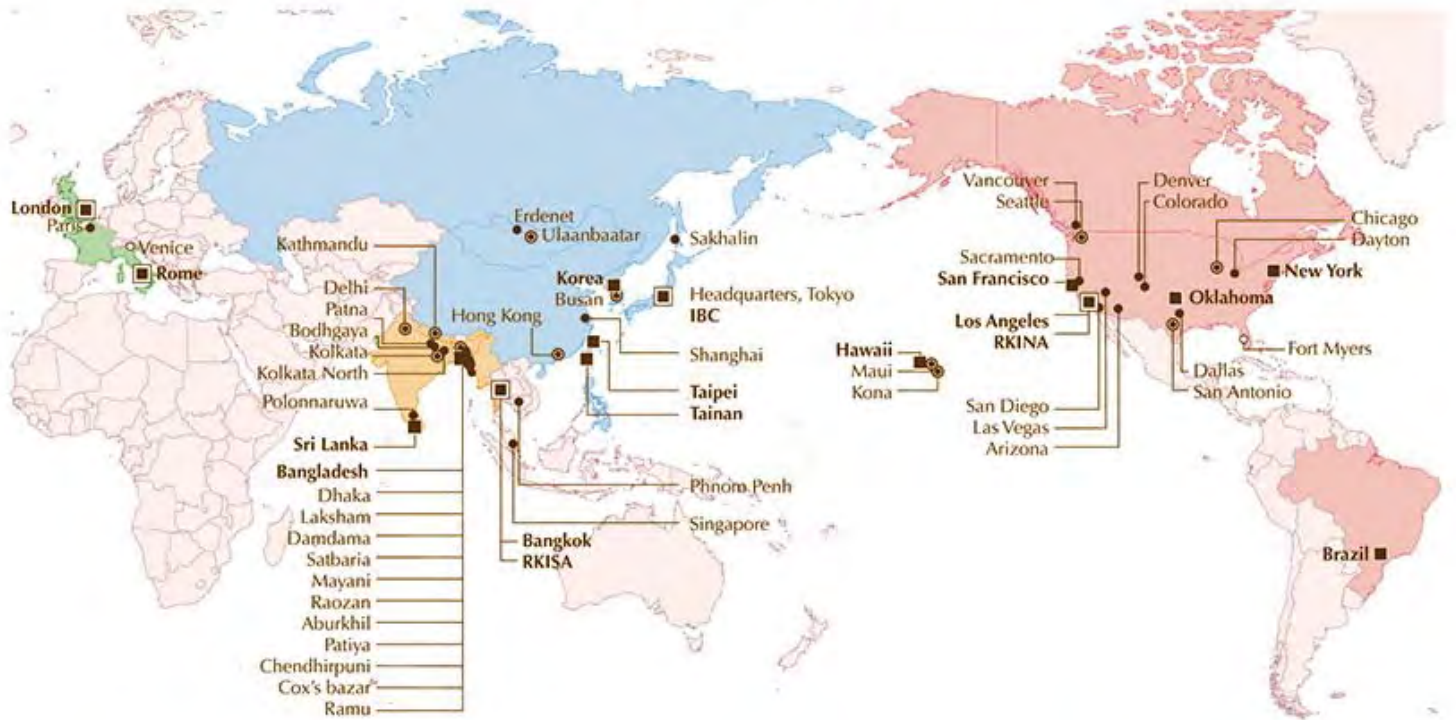 London
Paris
Venice
Rome
Kathmandu
Delhi
Patna
Bodhgaya
Kolkata
Kolkata North
Polonnaruwa
Sri Lanka
Bangladesh
Dhaka
Laksham
Damdama
Satbaria
Mayani
Raozan
Aburkhil
Patiya
Chendhirpuni
Cox's bazar
Ramu
Erdenet
Ulaanbaatar
Sakhalin
Korea
Busan
Headquarters, Tokyo
IBC
Hong Kong
Shanghai
Taipei
Tainan
Phnom Penh
Singapore
Bangkok
RKISA
Vancouver
Seattle
Denver
Colorado
Chicago
Dayton
Sacramento
San Francisco
New York
Oklahoma
Los Angeles
RKINA
Hawaii
Maui
Kona
Fort Myers
Dallas
San Antonio
San Diego
Las Vegas
Arizona
Brazil